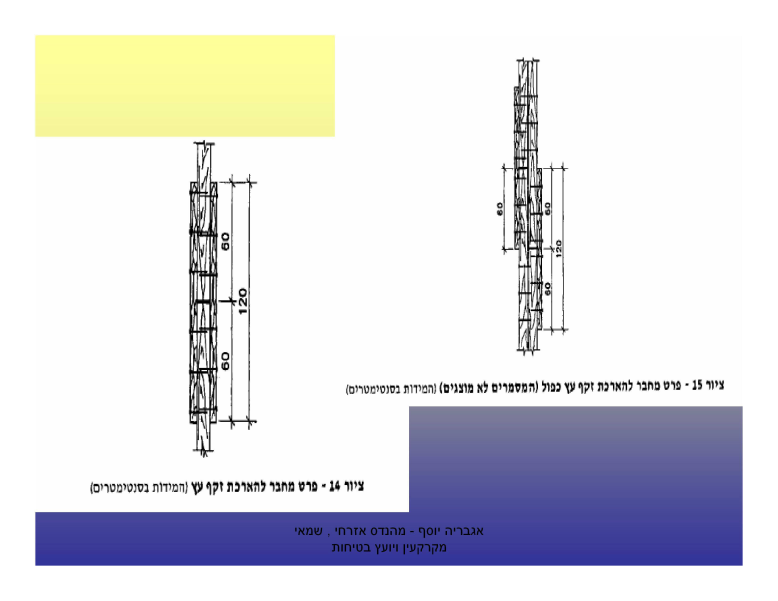 60
60
120
60
ציור 15 - פרט מחבר להארכת זקף עץ כפול (המסמרים לא מוצגים) (המידות בסנטימטרים)
60
120
60
ציור 14 - פרט מחבר להארכת זקף עץ (המידות בסנטימטרים)
אגבריה יוסף - מהנדס אזרחי , שמאי
מקרקעין ויועץ בטיחות